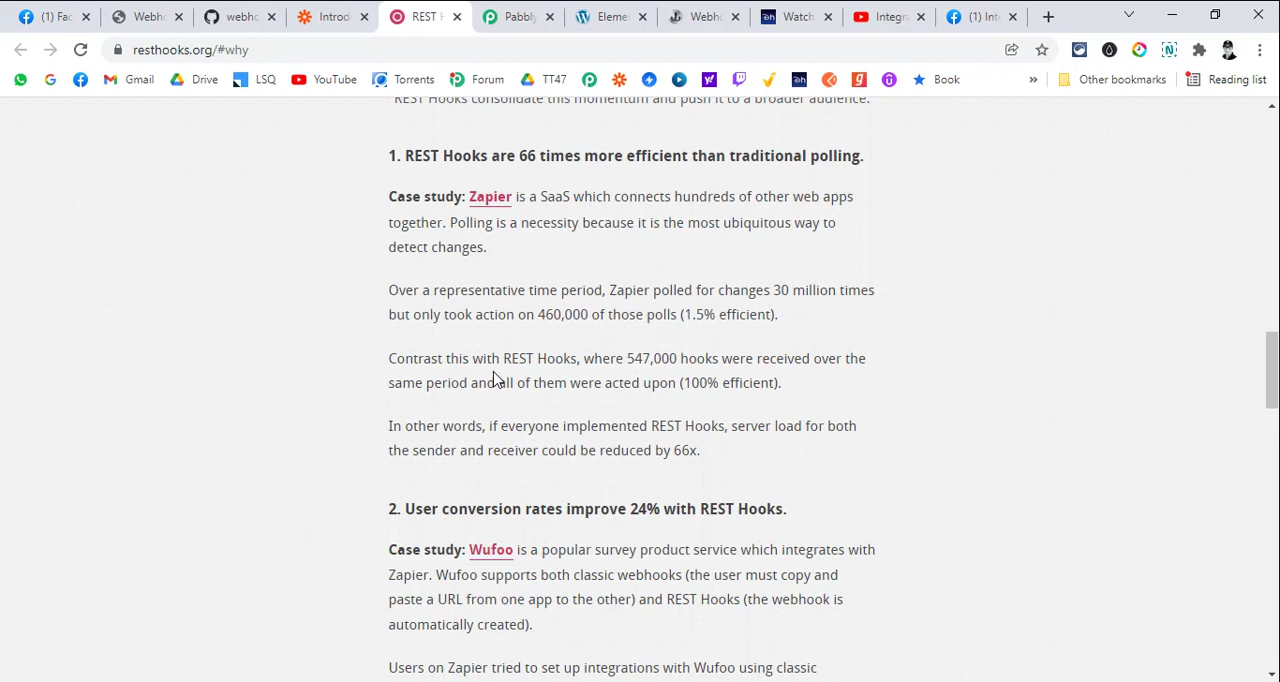 (1) Fac
Webho
webho
Introdu
REST H
Pabbly
Eleme
Webho
Watch
Integra
(1) Int
resthooks.org/#why
Gmail
Drive
LSQ
YouTube
Torrents
Forum
TT47
Book
»
Other bookmarks
Reading list
REST Hooks consolidate this momentum and push it to a broader audience.
1. REST Hooks are 66 times more efficient than traditional polling.
Case study: Zapier is a SaaS which connects hundreds of other web apps
together. Polling is a necessity because it is the most ubiquitous way to
detect changes.
Over a representative time period, Zapier polled for changes 30 million times
but only took action on 460,000 of those polls (1.5% efficient).
Contrast this with REST Hooks, where 547,000 hooks were received over the
same period and all of them were acted upon (100% efficient).
In other words, if everyone implemented REST Hooks, server load for both
the sender and receiver could be reduced by 66x.
2. User conversion rates improve 24% with REST Hooks.
Case study: Wufoo is a popular survey product service which integrates with
Zapier. Wufoo supports both classic webhooks (the user must copy and
paste a URL from one app to the other) and REST Hooks (the webhook is
automatically created).
Users on Zapier tried to set up integrations with Wufoo using classic